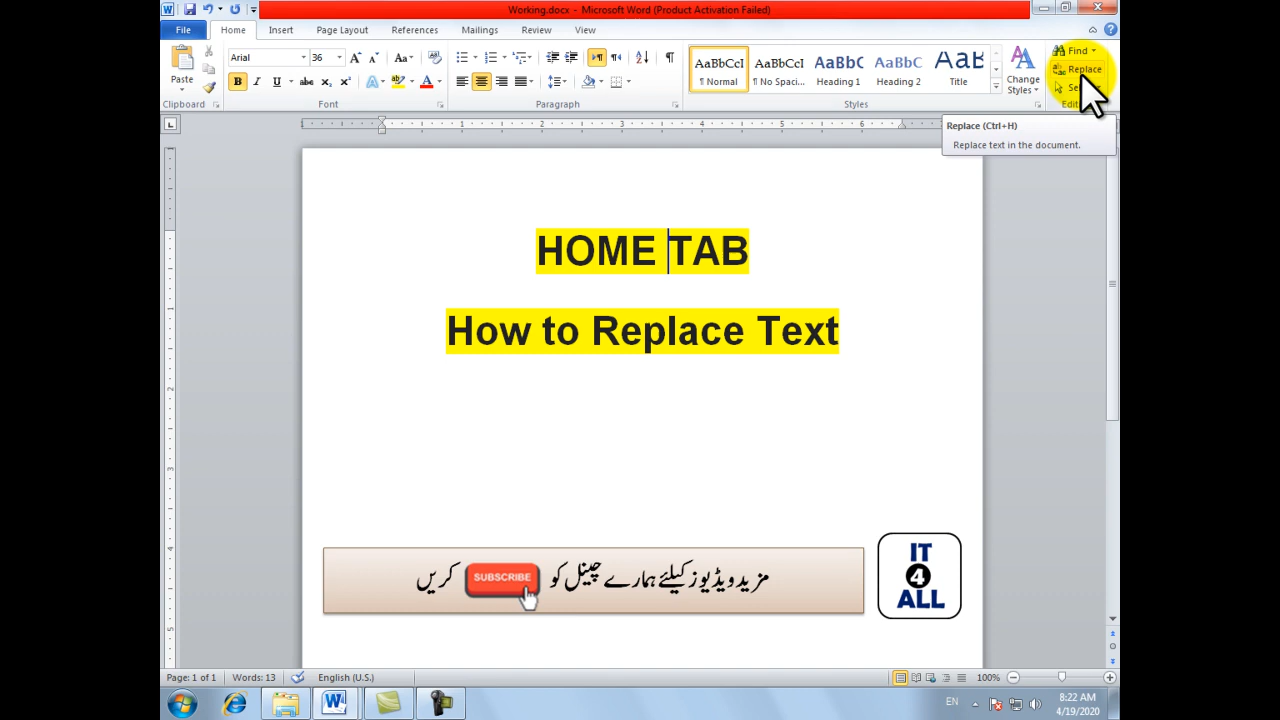 Working.docx - Microsoft Word (Product Activation Failed)
File Home Insert Page Layout References Mailings Review View
Paste
Arial 36
AaBbCcI AaBbCcI AaBbC AaBbC AaB
¶ Normal ¶ No Spaci... Heading 1 Heading 2 Title
Change Styles
Find
Replace
Clipboard Font Paragraph Styles
Replace (Ctrl+H)
Replace text in the document.
HOME TAB
How to Replace Text
مزید ویڈیوز کیلئے ہمارے چینل کو SUBSCRIBE کریں
IT
4
ALL
Page: 1 of 1 Words: 13 English (U.S.) 100%
EN 8:22 AM
4/19/2020